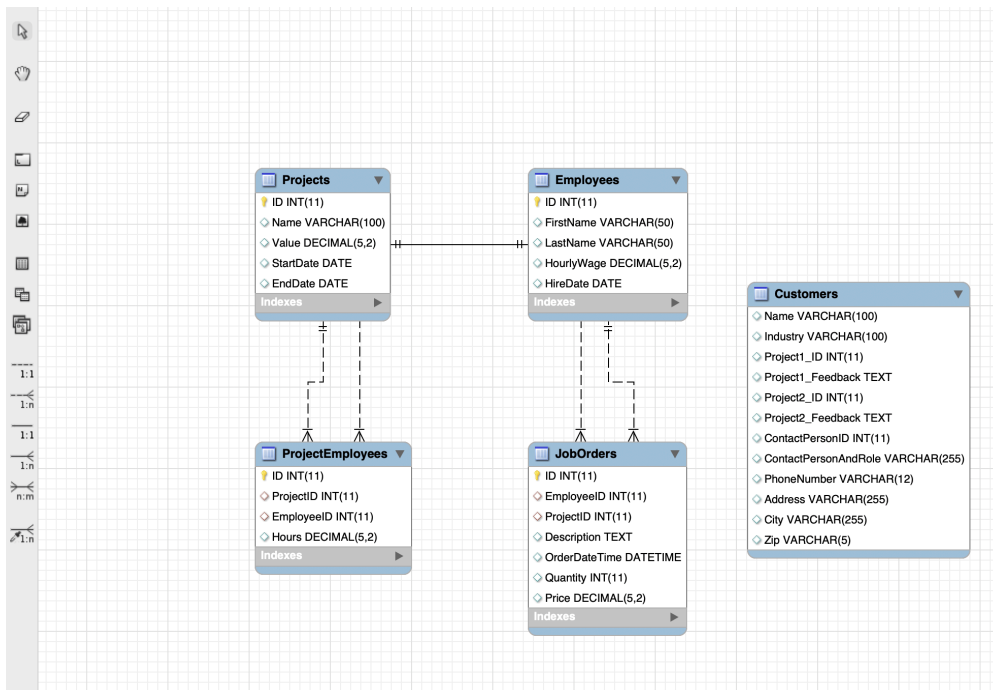 1:1
1:n
1:1
1:n
n:m
1:n
Projects
ID INT(11)
Name VARCHAR(100)
Value DECIMAL(5,2)
StartDate DATE
EndDate DATE
Indexes
Employees
ID INT(11)
FirstName VARCHAR(50)
LastName VARCHAR(50)
HourlyWage DECIMAL(5,2)
HireDate DATE
Indexes
Customers
Name VARCHAR(100)
Industry VARCHAR(100)
Project1_ID INT(11)
Project1_Feedback TEXT
Project2_ID INT(11)
Project2_Feedback TEXT
ContactPersonID INT(11)
ContactPersonAndRole VARCHAR(255)
PhoneNumber VARCHAR(12)
Address VARCHAR(255)
City VARCHAR(255)
Zip VARCHAR(5)
ProjectEmployees
ID INT(11)
ProjectID INT(11)
EmployeeID INT(11)
Hours DECIMAL(5,2)
Indexes
JobOrders
ID INT(11)
EmployeeID INT(11)
ProjectID INT(11)
Description TEXT
OrderDateTime DATETIME
Quantity INT(11)
Price DECIMAL(5,2)
Indexes